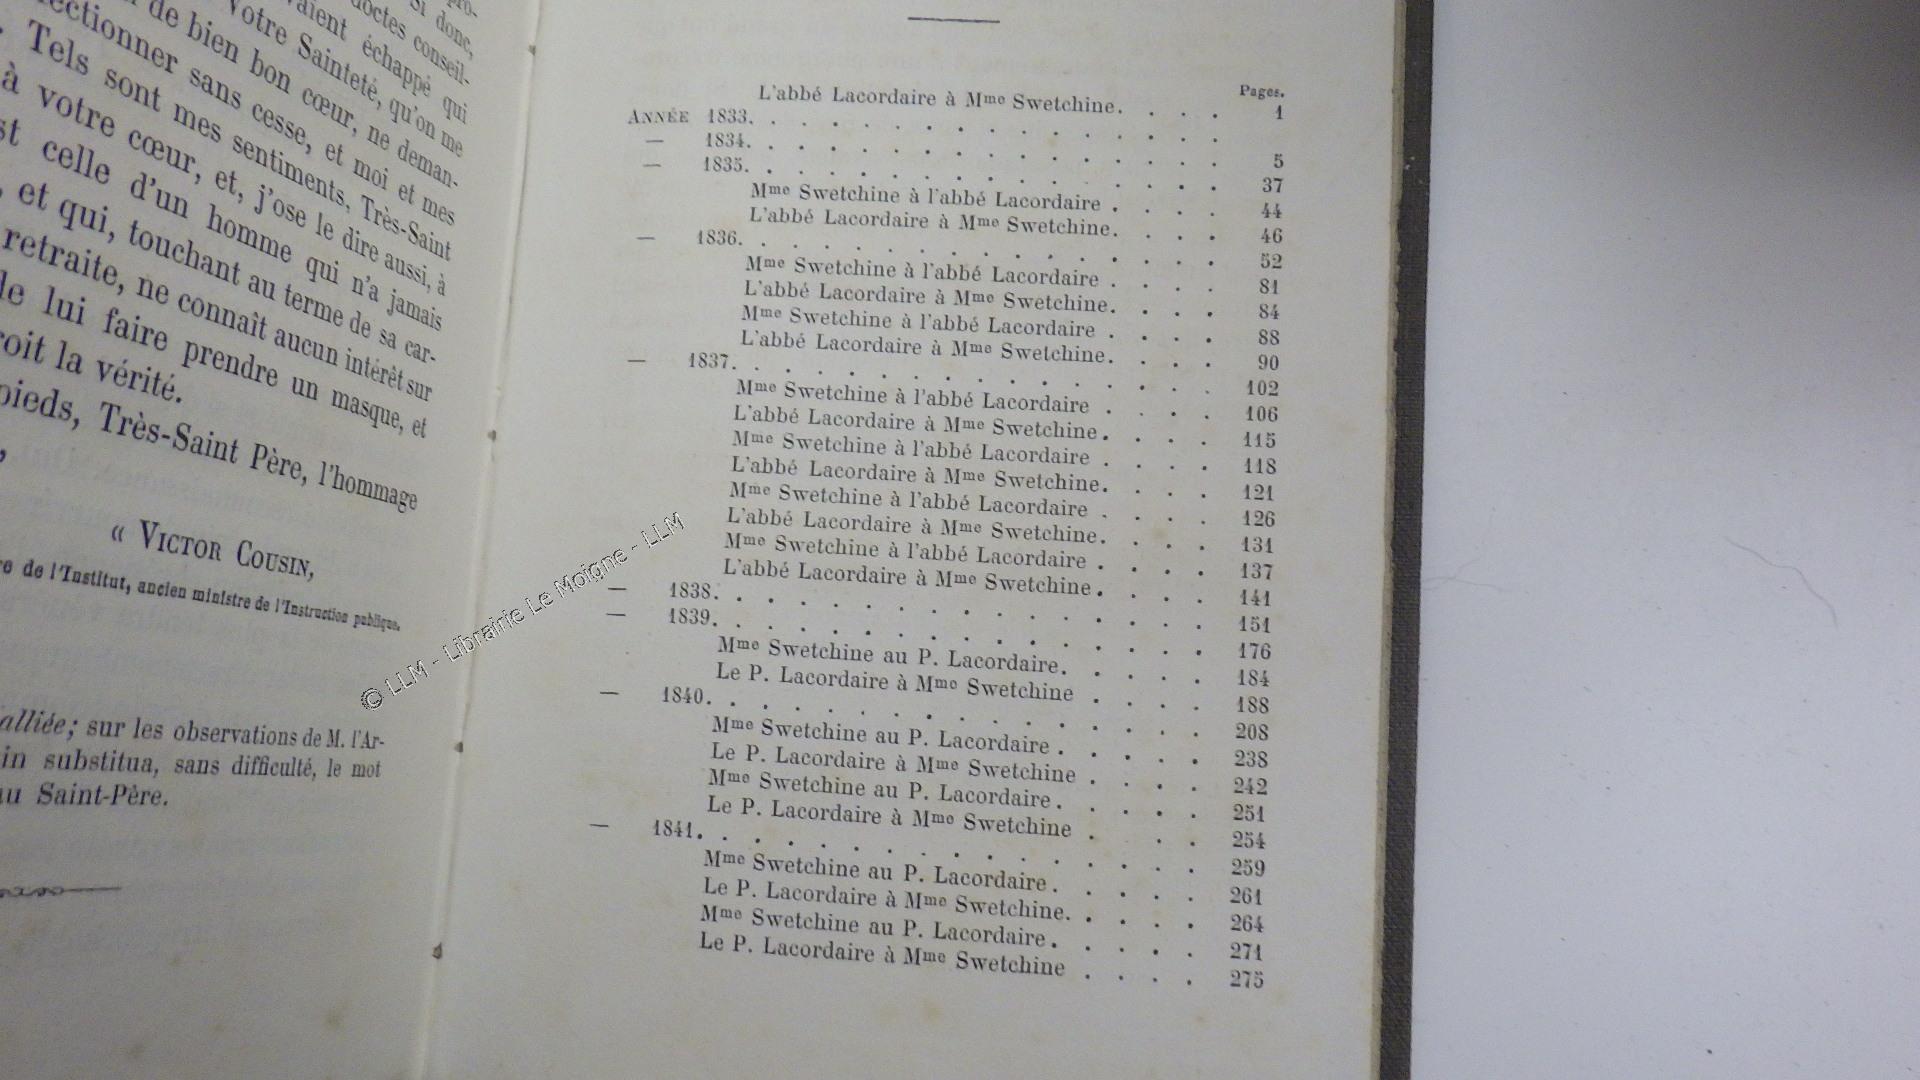 pro-
Si donc,
doctes conseil-
vaient échappé qui
Votre Sainteté, qu'on me
de bien bon cœur, ne deman-
ectionner sans cesse, et moi et mes
Tels sont mes sentiments, Très-Saint
à votre cœur, et, j'ose le dire aussi, à
st celle d'un homme qui n'a jamais
, et qui, touchant au terme de sa car-
retraite, ne connaît aucun intérêt sur
le lui faire prendre un masque, et
roit la vérité.
pieds, Très-Saint Père, l'hommage
« VICTOR COUSIN,
re de l'Institut, ancien ministre de l'Instruction publique.
alliée; sur les observations de M. l'Ar-
in substitua, sans difficulté, le mot
au Saint-Père.
Pages.
L'abbé Lacordaire à Mme Swetchine. . . . . 1
ANNÉE 1833. . . . . . . . . . . . . . . .
— 1834. . . . . . . . . . . . . . . . 5
— 1835. . . . . . . . . . . . . . . . 37
Mme Swetchine à l'abbé Lacordaire . . . . 44
L'abbé Lacordaire à Mme Swetchine. . . . 46
— 1836. . . . . . . . . . . . . . . . 52
Mme Swetchine à l'abbé Lacordaire . . . . 81
L'abbé Lacordaire à Mme Swetchine. . . . 84
Mme Swetchine à l'abbé Lacordaire . . . . 88
L'abbé Lacordaire à Mme Swetchine. . . . 90
— 1837. . . . . . . . . . . . . . . . 102
Mme Swetchine à l'abbé Lacordaire . . . . 106
L'abbé Lacordaire à Mme Swetchine. . . . 115
Mme Swetchine à l'abbé Lacordaire . . . . 118
L'abbé Lacordaire à Mme Swetchine. . . . 121
Mme Swetchine à l'abbé Lacordaire . . . . 126
L'abbé Lacordaire à Mme Swetchine. . . . 131
Mme Swetchine à l'abbé Lacordaire . . . . 137
L'abbé Lacordaire à Mme Swetchine. . . . 141
— 1838. . . . . . . . . . . . . . . . 151
— 1839. . . . . . . . . . . . . . . . 176
Mme Swetchine au P. Lacordaire. . . . . 184
Le P. Lacordaire à Mme Swetchine . . . . 188
— 1840. . . . . . . . . . . . . . . . 208
Mme Swetchine au P. Lacordaire . . . . . 238
Le P. Lacordaire à Mme Swetchine . . . . 242
Mme Swetchine au P. Lacordaire. . . . . 251
Le P. Lacordaire à Mme Swetchine . . . 254
— 1841. . . . . . . . . . . . . . . . 259
Mme Swetchine au P. Lacordaire. . . . . 261
Le P. Lacordaire à Mme Swetchine. . . . . 264
Mme Swetchine au P. Lacordaire. . . . . 271
Le P. Lacordaire à Mme Swetchine . . . . 275
© LLM - Librairie Le Moigne - LLM